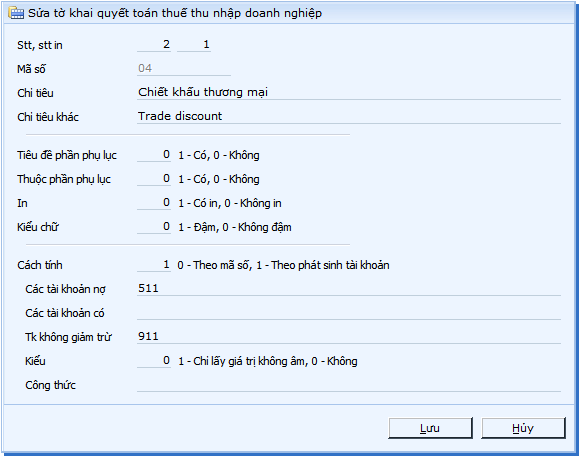 Sửa tờ khai quyết toán thuế thu nhập doanh nghiệp
Stt, stt in 2 1
Mã số 04
Chỉ tiêu Chiết khấu thương mại
Chỉ tiêu khác Trade discount
Tiêu đề phần phụ lục 0 1 - Có, 0 - Không
Thuộc phần phụ lục 0 1 - Có, 0 - Không
In 0 1 - Có in, 0 - Không in
Kiểu chữ 0 1 - Đậm, 0 - Không đậm
Cách tính 1 0 - Theo mã số, 1 - Theo phát sinh tài khoản
Các tài khoản nợ 511
Các tài khoản có
Tk không giảm trừ 911
Kiểu 0 1 - Chỉ lấy giá trị không âm, 0 - Không
Công thức
Lưu Hủy